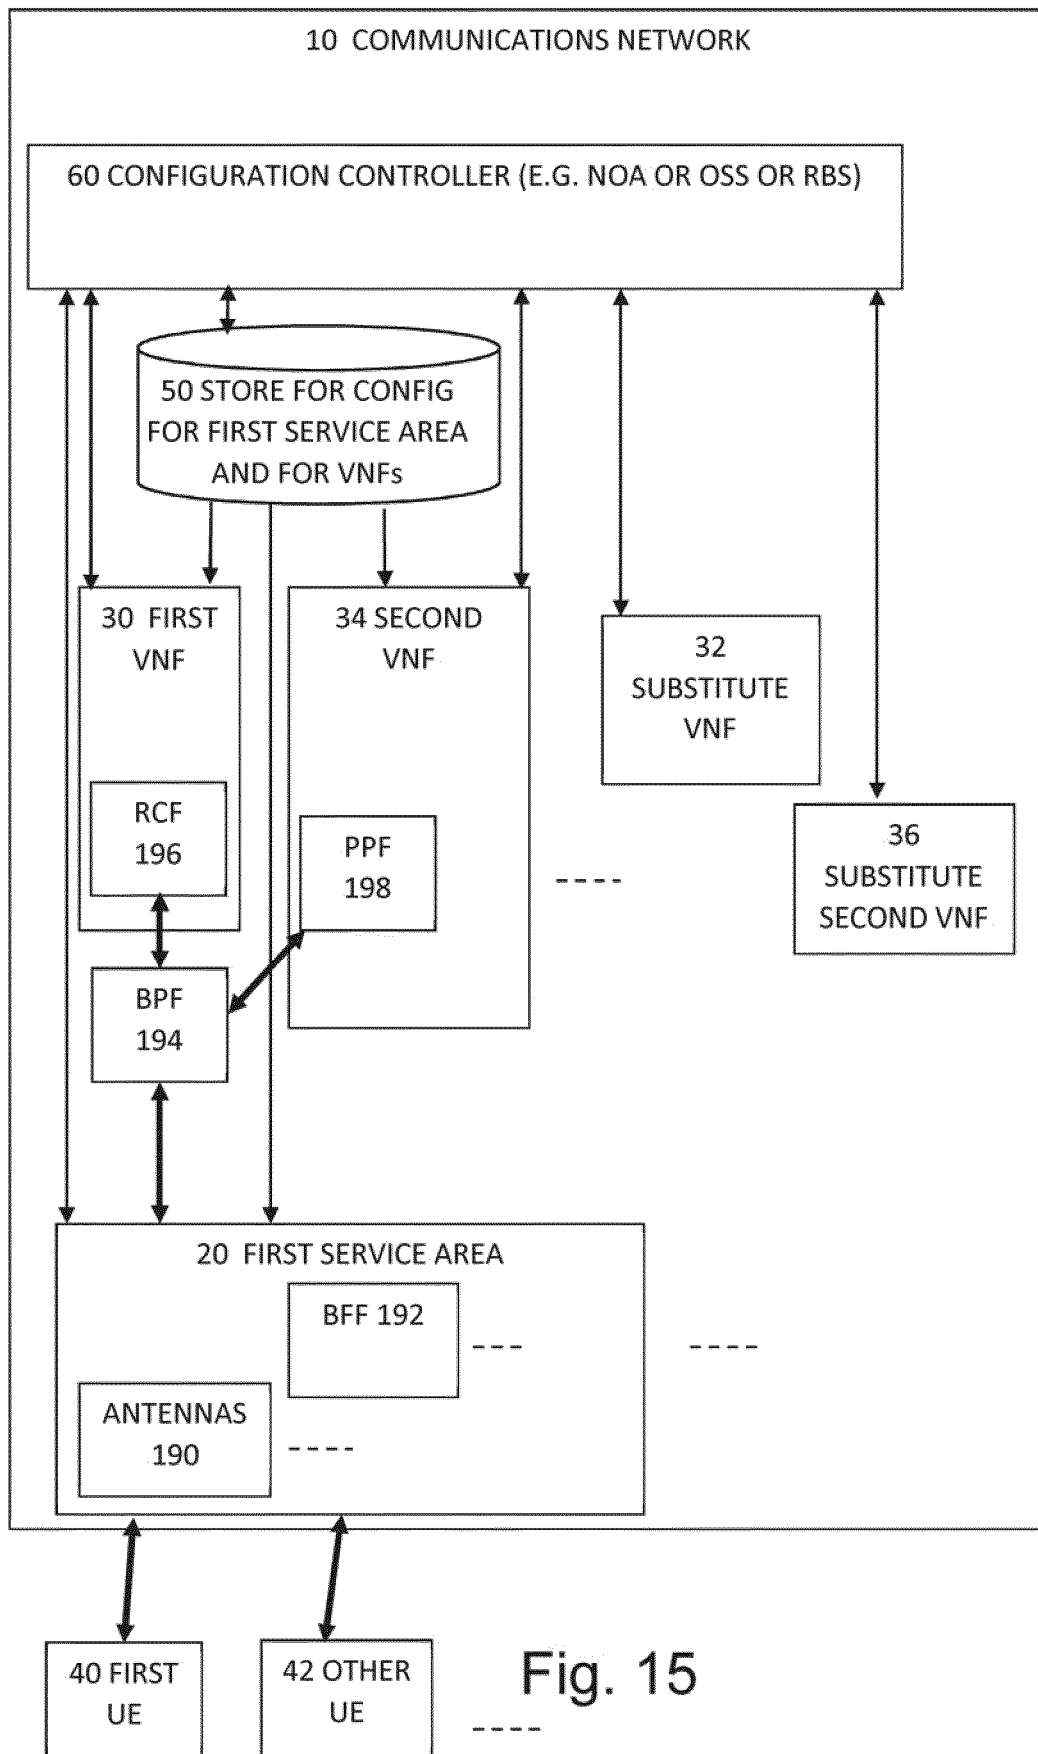 10 COMMUNICATIONS NETWORK
60 CONFIGURATION CONTROLLER (E.G. NOA OR OSS OR RBS)
50 STORE FOR CONFIG
FOR FIRST SERVICE AREA
AND FOR VNFs
30 FIRST
VNF
34 SECOND
VNF
32
SUBSTITUTE
VNF
RCF
196
PPF
198
36
SUBSTITUTE
SECOND VNF
BPF
194
20 FIRST SERVICE AREA
BFF 192
ANTENNAS
190
40 FIRST
UE
42 OTHER
UE
Fig. 15